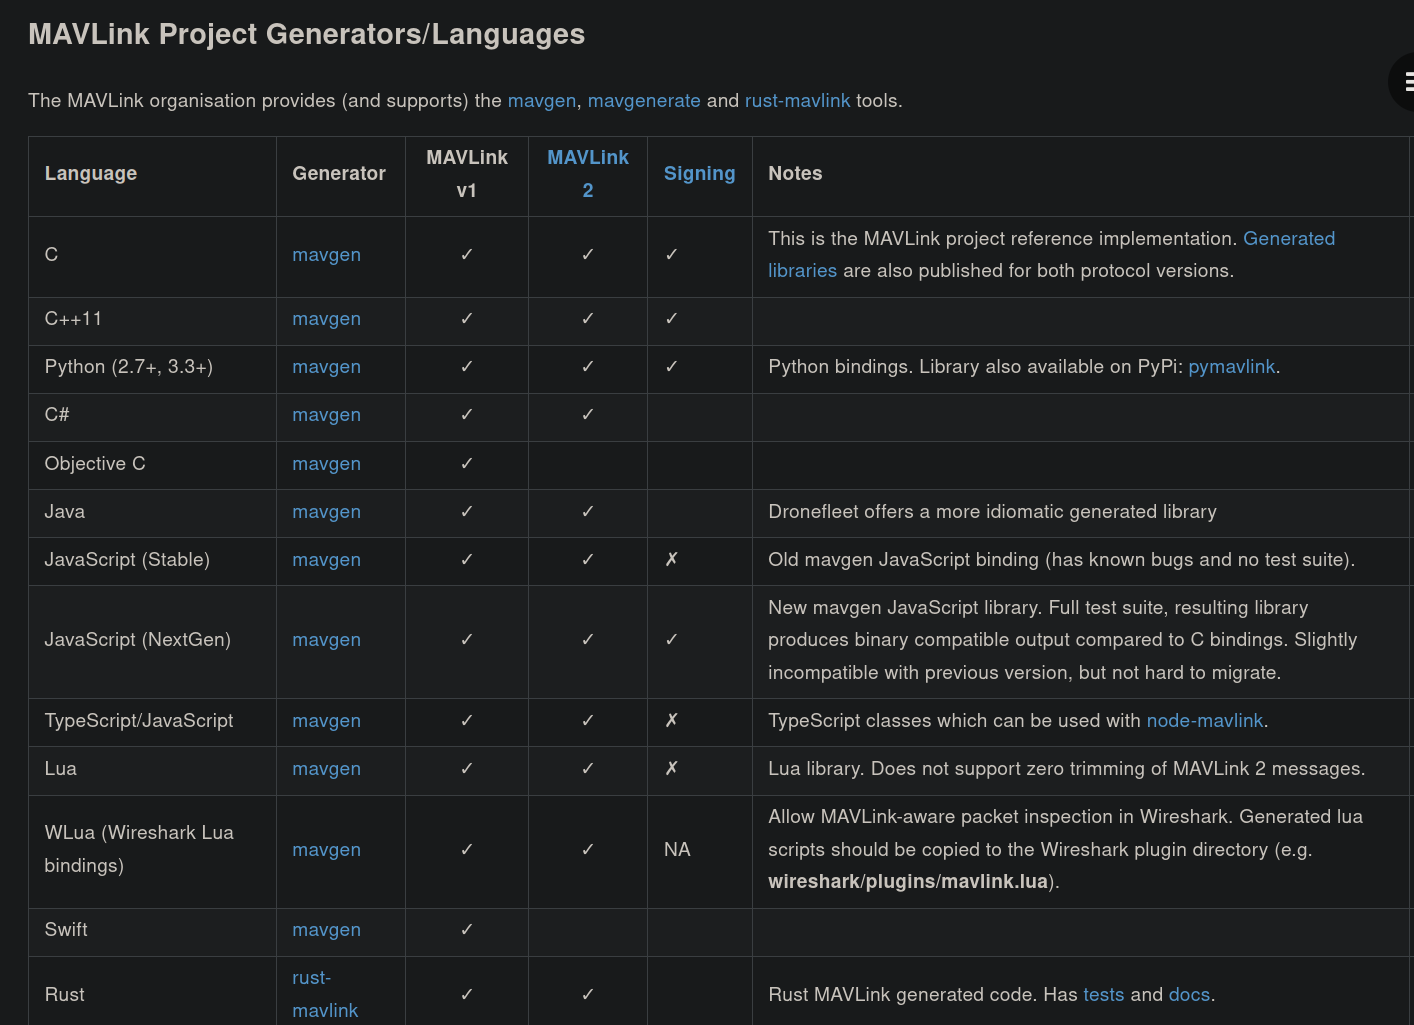 MAVLink Project Generators/Languages
The MAVLink organisation provides (and supports) the mavgen, mavgenerate and rust-mavlink tools.
Language Generator MAVLink v1 MAVLink 2 Signing Notes
C mavgen ✓ ✓ ✓ This is the MAVLink project reference implementation. Generated
libraries are also published for both protocol versions.
C++11 mavgen ✓ ✓ ✓
Python (2.7+, 3.3+) mavgen ✓ ✓ ✓ Python bindings. Library also available on PyPi: pymavlink.
C# mavgen ✓ ✓
Objective C mavgen ✓
Java mavgen ✓ ✓ Dronefleet offers a more idiomatic generated library
JavaScript (Stable) mavgen ✓ ✓ ✗ Old mavgen JavaScript binding (has known bugs and no test suite).
JavaScript (NextGen) mavgen ✓ ✓ ✓ New mavgen JavaScript library. Full test suite, resulting library
produces binary compatible output compared to C bindings. Slightly
incompatible with previous version, but not hard to migrate.
TypeScript/JavaScript mavgen ✓ ✓ ✗ TypeScript classes which can be used with node-mavlink.
Lua mavgen ✓ ✓ ✗ Lua library. Does not support zero trimming of MAVLink 2 messages.
WLua (Wireshark Lua
bindings) mavgen ✓ ✓ NA Allow MAVLink-aware packet inspection in Wireshark. Generated lua
scripts should be copied to the Wireshark plugin directory (e.g.
wireshark/plugins/mavlink.lua).
Swift mavgen ✓
Rust rust-
mavlink ✓ ✓ Rust MAVLink generated code. Has tests and docs.